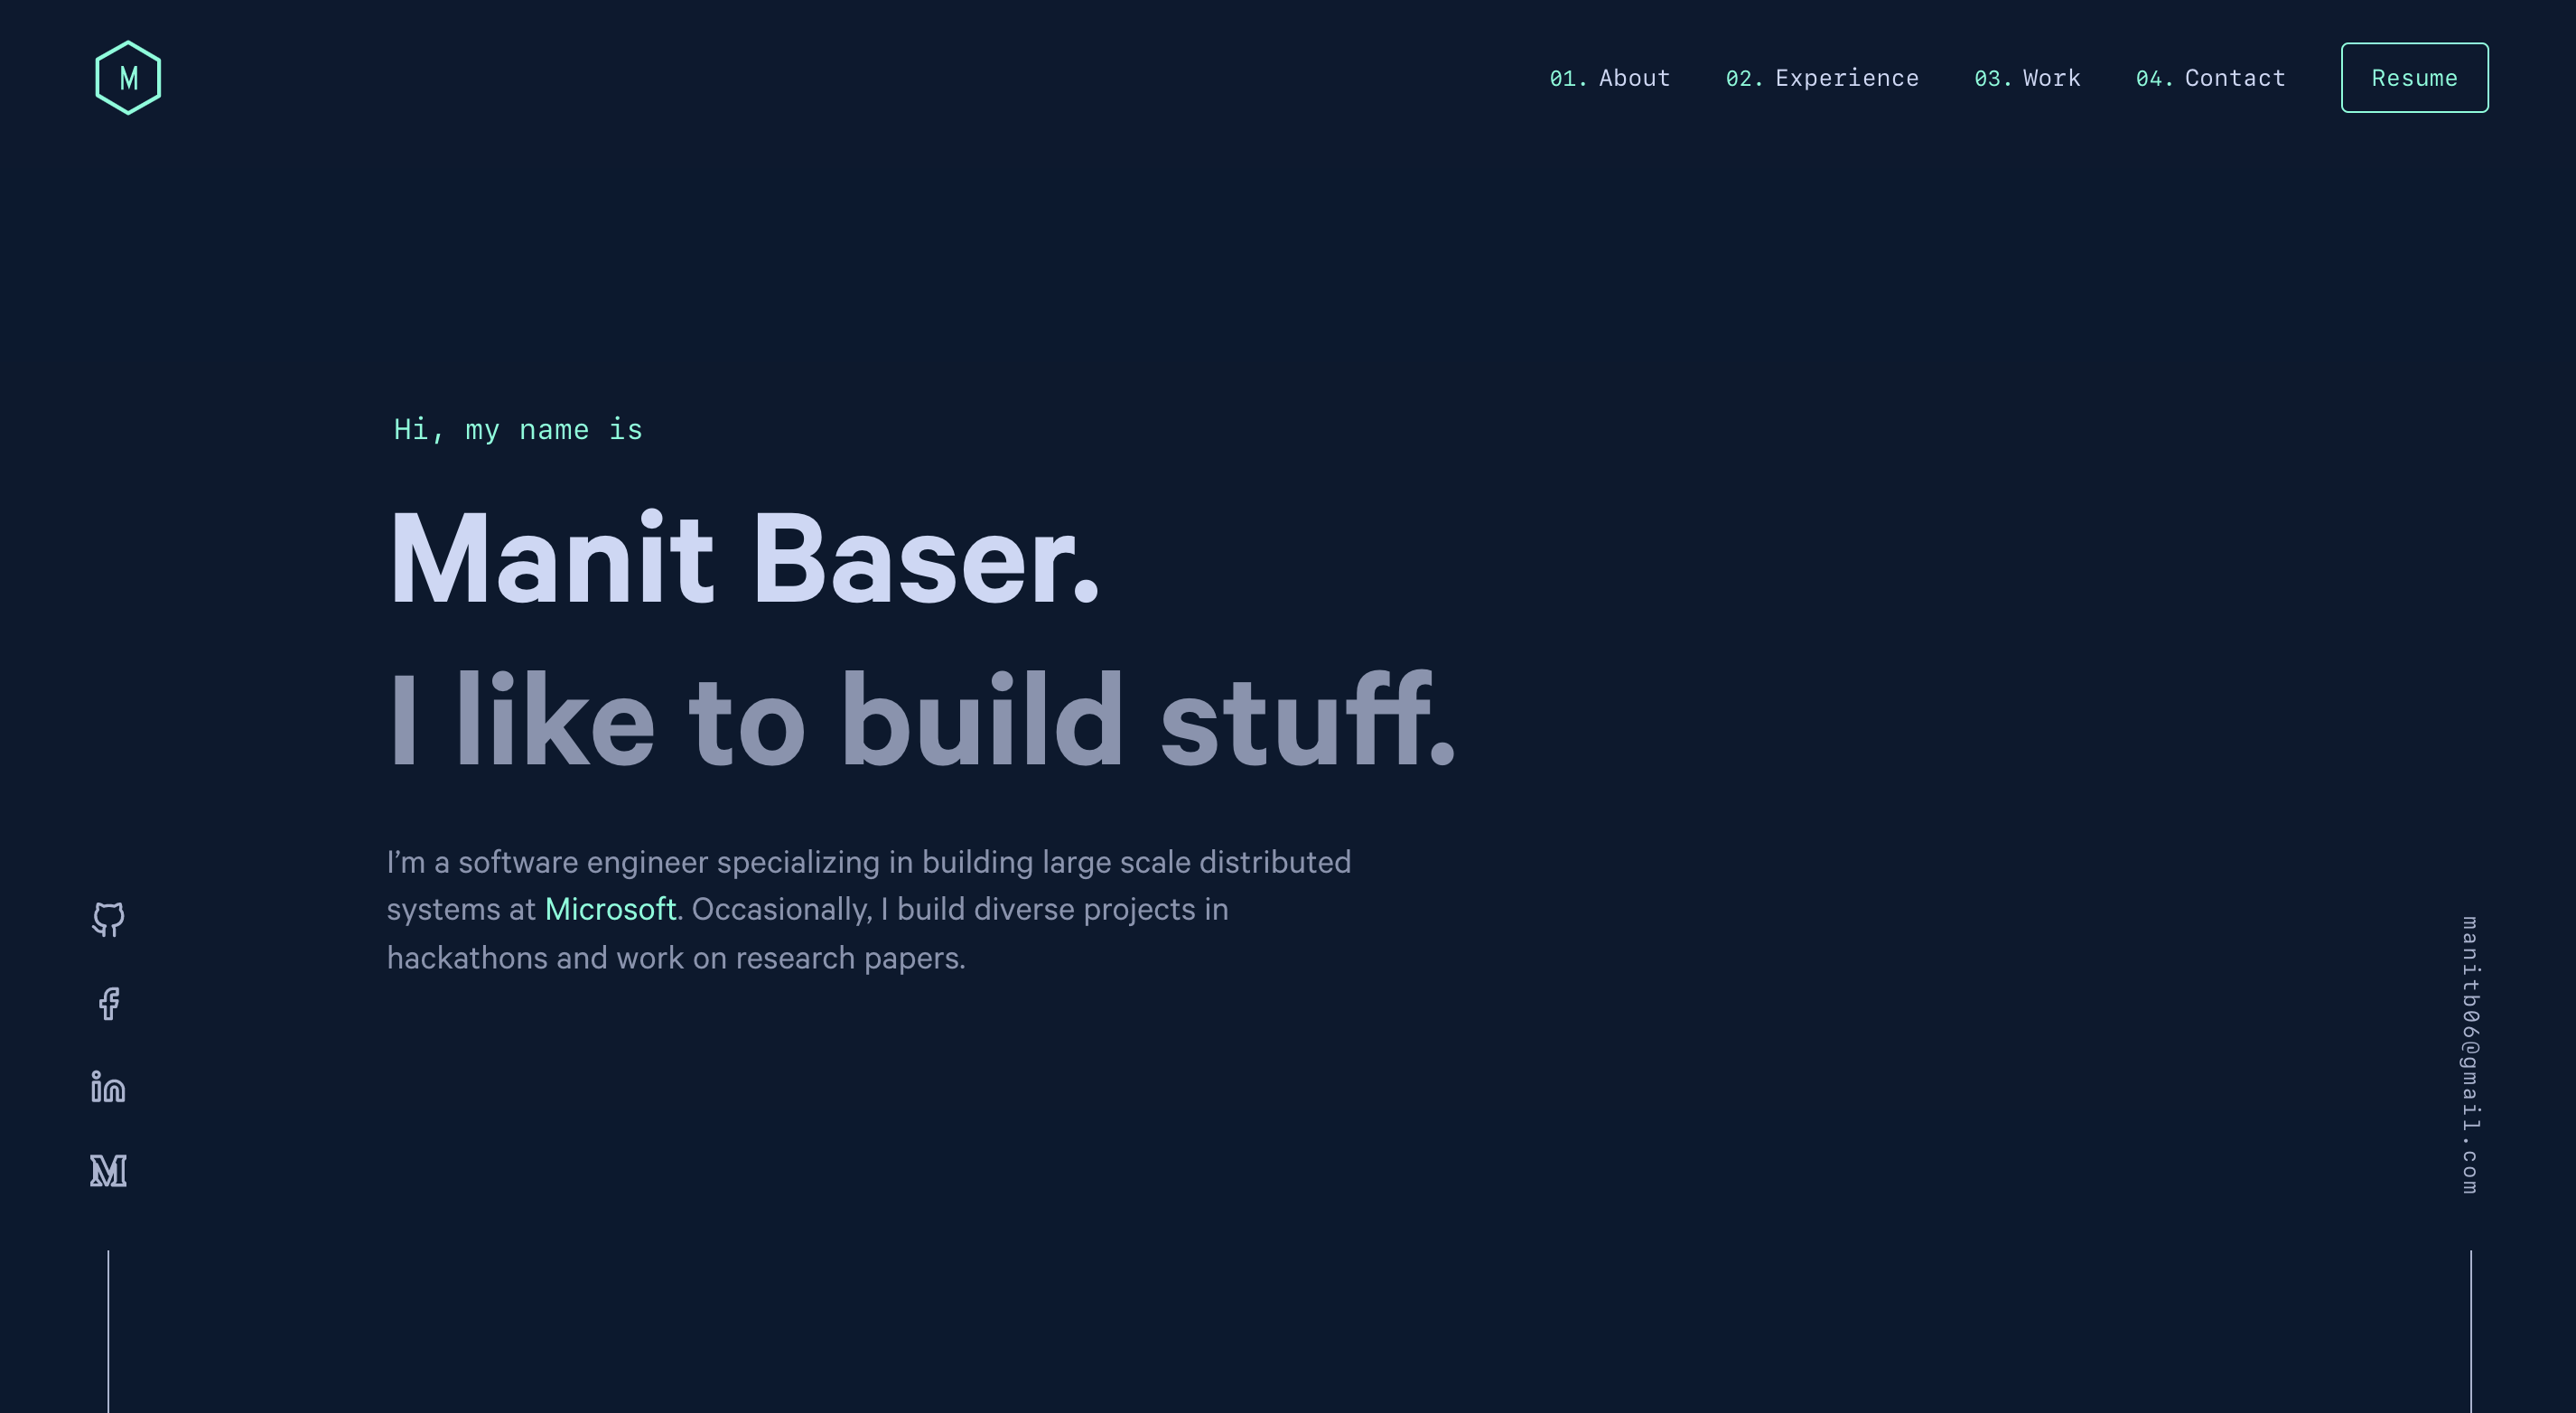 M
01. About 02. Experience 03. Work 04. Contact Resume
Hi, my name is
Manit Baser.
I like to build stuff.
I’m a software engineer specializing in building large scale distributed
systems at Microsoft. Occasionally, I build diverse projects in
hackathons and work on research papers.
in
M
manitb06@gmail.com